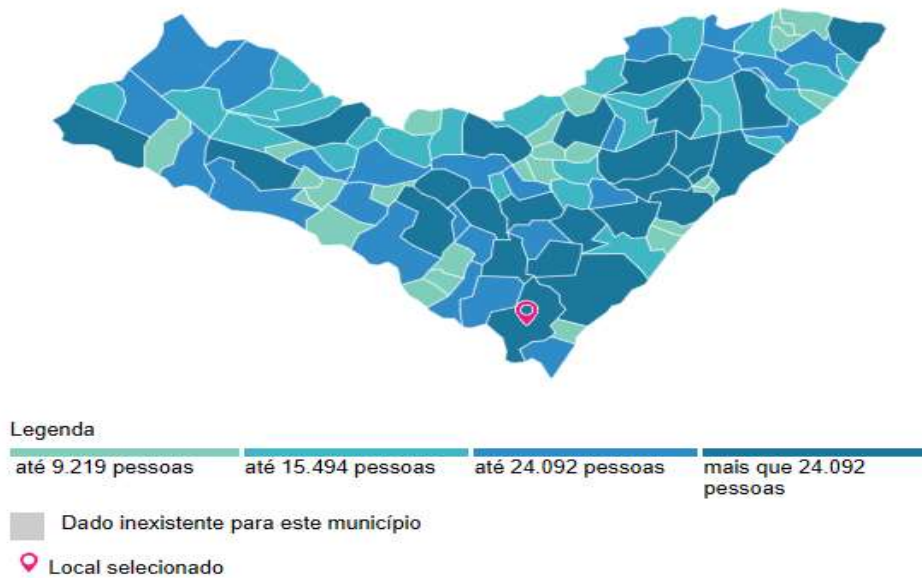 Legenda
até 9.219 pessoas
até 15.494 pessoas
até 24.092 pessoas
mais que 24.092
pessoas
Dado inexistente para este município
Local selecionado